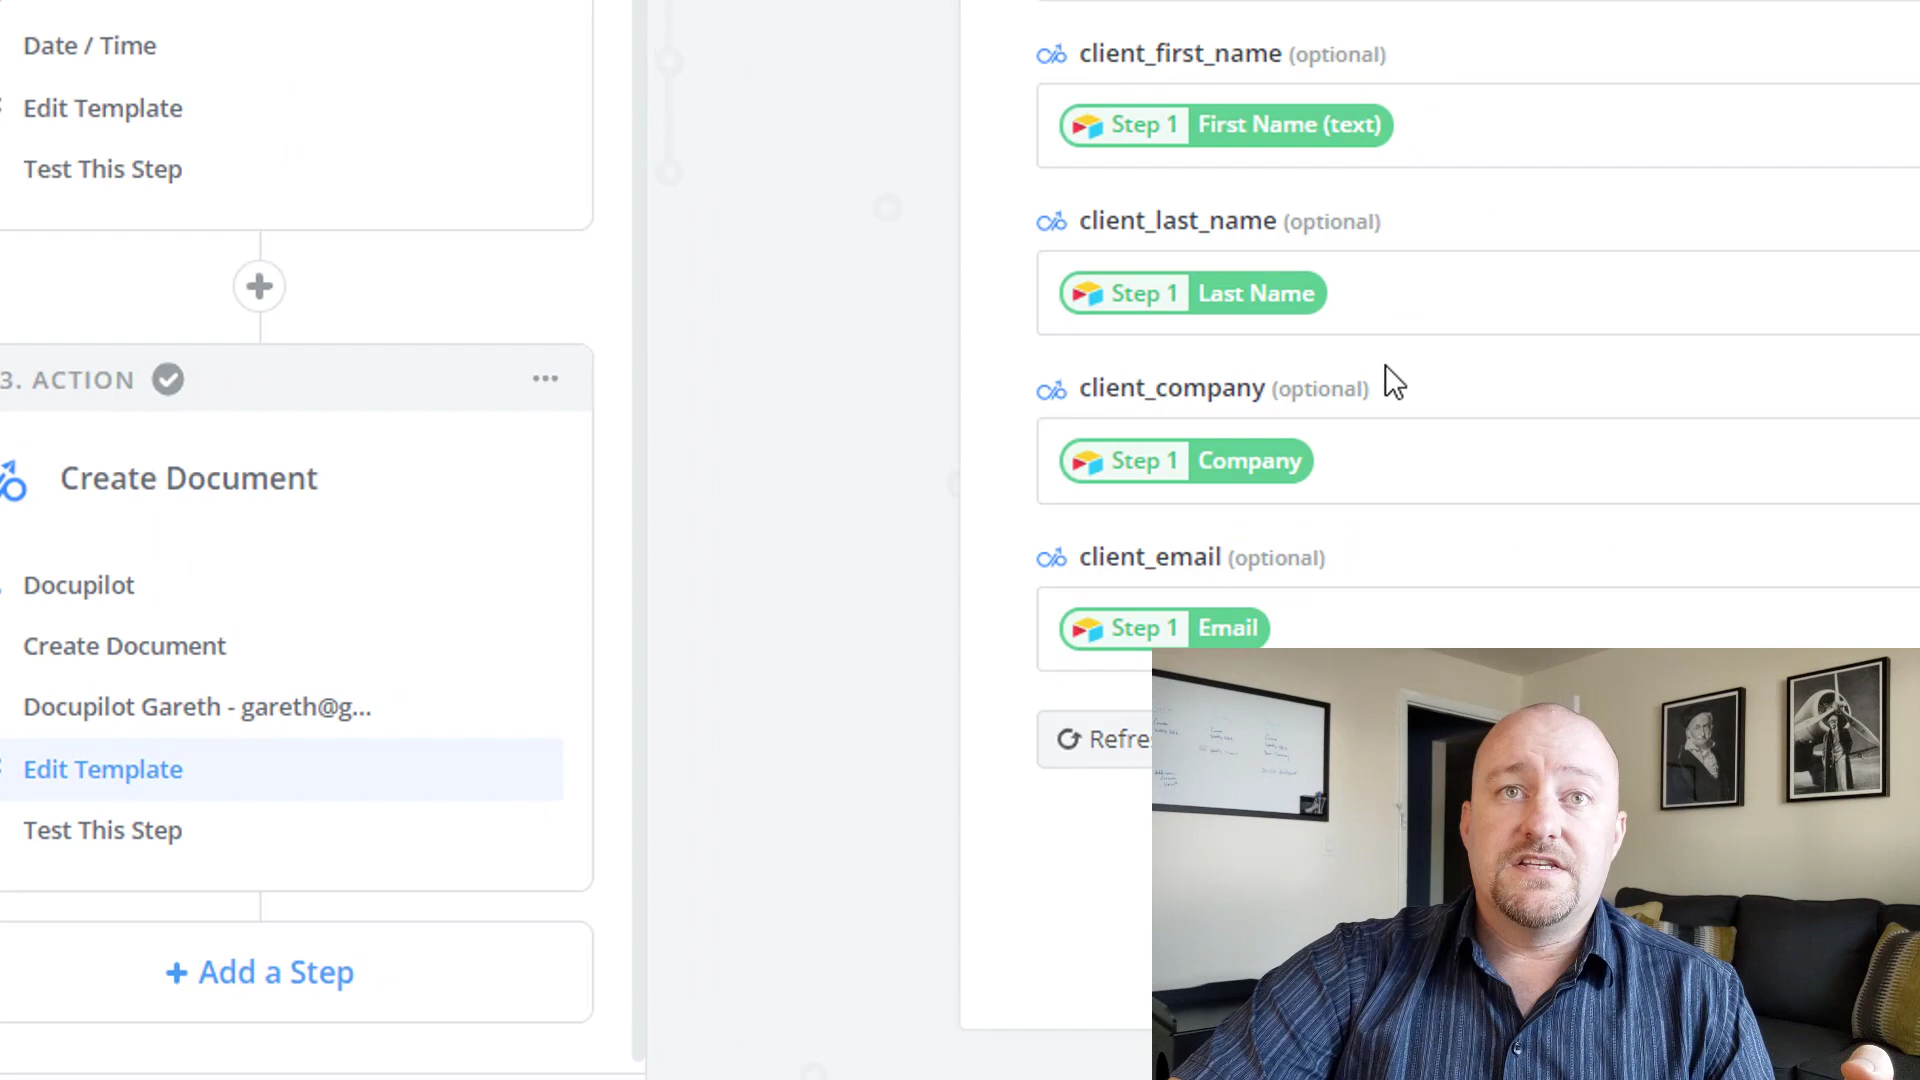 Date / Time
Edit Template
Test This Step
3. ACTION
Create Document
Docupilot
Create Document
Docupilot Gareth - gareth@g...
Edit Template
Test This Step
+ Add a Step
client_first_name (optional)
Step 1 First Name (text)
client_last_name (optional)
Step 1 Last Name
client_company (optional)
Step 1 Company
client_email (optional)
Step 1 Email
Refre